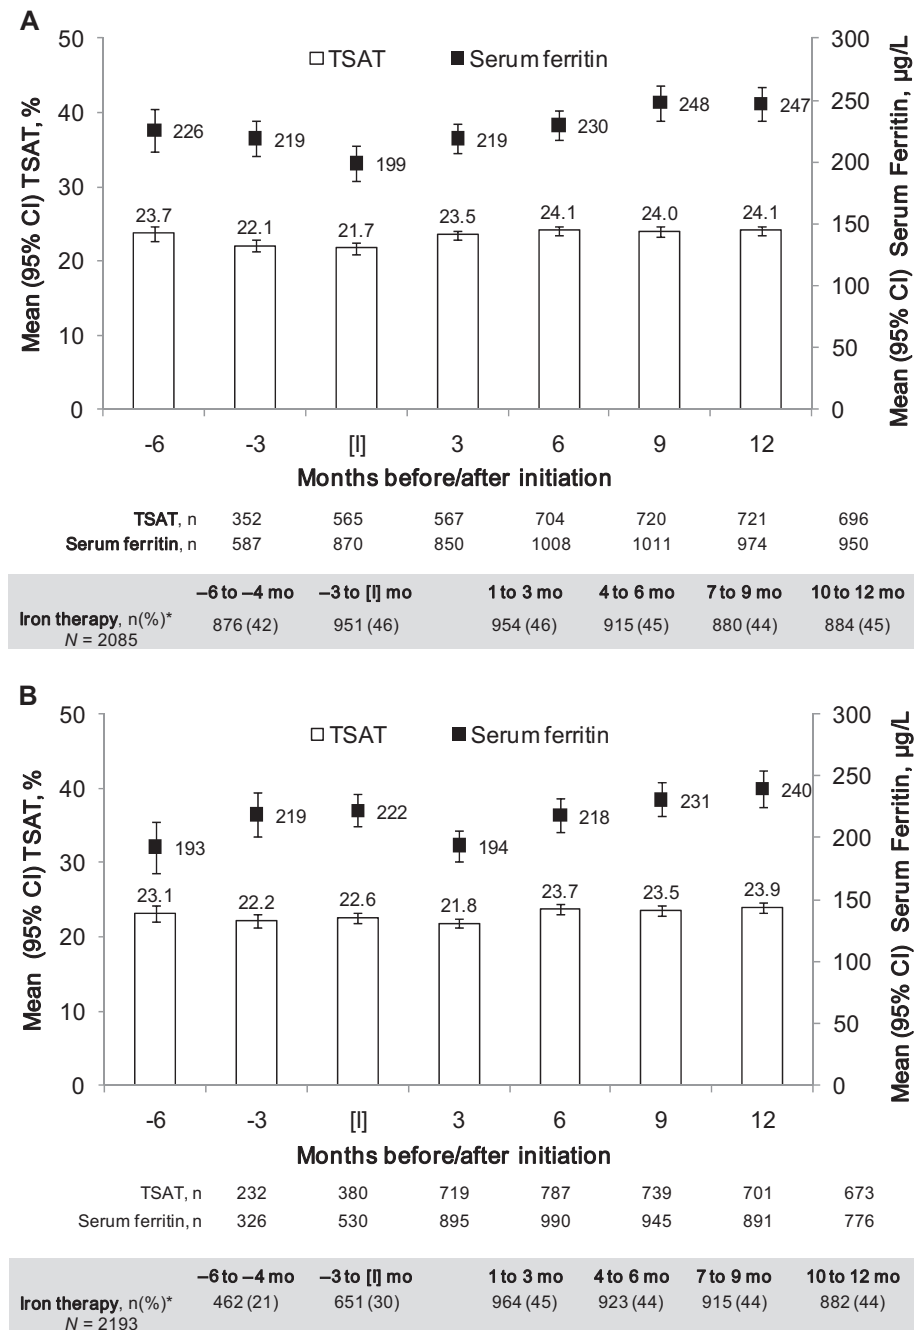 A
50
40
30
20
10
0
Mean (95% CI) TSAT, %
300
250
200
150
100
50
0
Mean (95% CI) Serum Ferritin, µg/L
TSAT Serum ferritin
226 219 199 219 230 248 247
23.7 22.1 21.7 23.5 24.1 24.0 24.1
-6 -3 [I] 3 6 9 12
Months before/after initiation
TSAT, n 352 565 567 704 720 721 696
Serum ferritin, n 587 870 850 1008 1011 974 950
–6 to –4 mo –3 to [I] mo 1 to 3 mo 4 to 6 mo 7 to 9 mo 10 to 12 mo
Iron therapy, n(%)* 876 (42) 951 (46) 954 (46) 915 (45) 880 (44) 884 (45)
N = 2085
B
50
40
30
20
10
0
Mean (95% CI) TSAT, %
300
250
200
150
100
50
0
Mean (95% CI) Serum Ferritin, µg/L
TSAT Serum ferritin
193 219 222 194 218 231 240
23.1 22.2 22.6 21.8 23.7 23.5 23.9
-6 -3 [I] 3 6 9 12
Months before/after initiation
TSAT, n 232 380 719 787 739 701 673
Serum ferritin, n 326 530 895 990 945 891 776
–6 to –4 mo –3 to [I] mo 1 to 3 mo 4 to 6 mo 7 to 9 mo 10 to 12 mo
Iron therapy, n(%)* 462 (21) 651 (30) 964 (45) 923 (44) 915 (44) 882 (44)
N = 2193